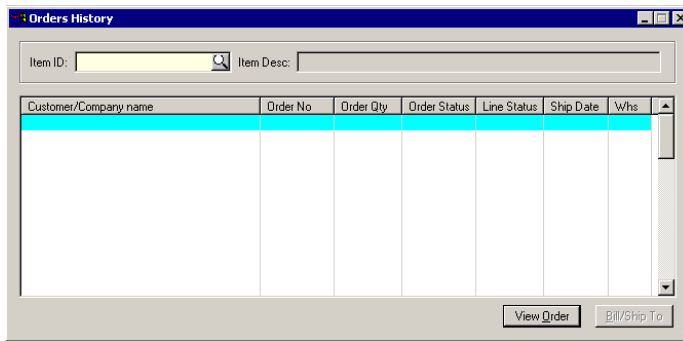 Orders History
Item ID: Item Desc:
Customer/Company name Order No Order Qty Order Status Line Status Ship Date Whs
View Order Bill/Ship To